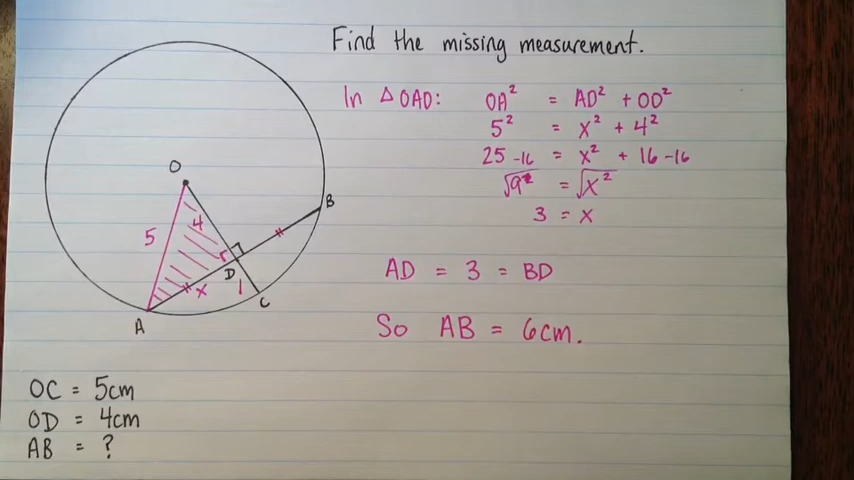 Find the missing measurement.
In △OAD: OA² = AD² + OD²
5² = x² + 4²
25 -16 = x² + 16 -16
√9 = √x²
3 = x
AD = 3 = BD
So AB = 6cm.
O
4
5
B
D
x
1
C
A
OC = 5cm
OD = 4cm
AB = ?